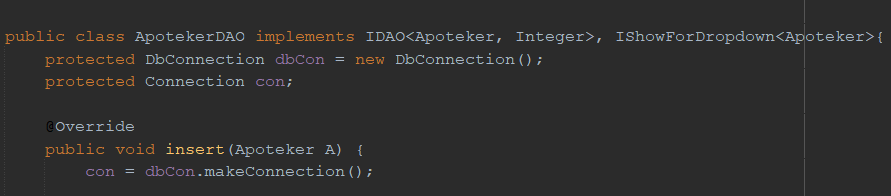 public class ApotekerDAO implements IDAO<Apoteker, Integer>, IShowForDropdown<Apoteker>{
protected DbConnection dbCon = new DbConnection();
protected Connection con;
@Override
public void insert(Apoteker A) {
con = dbCon.makeConnection();